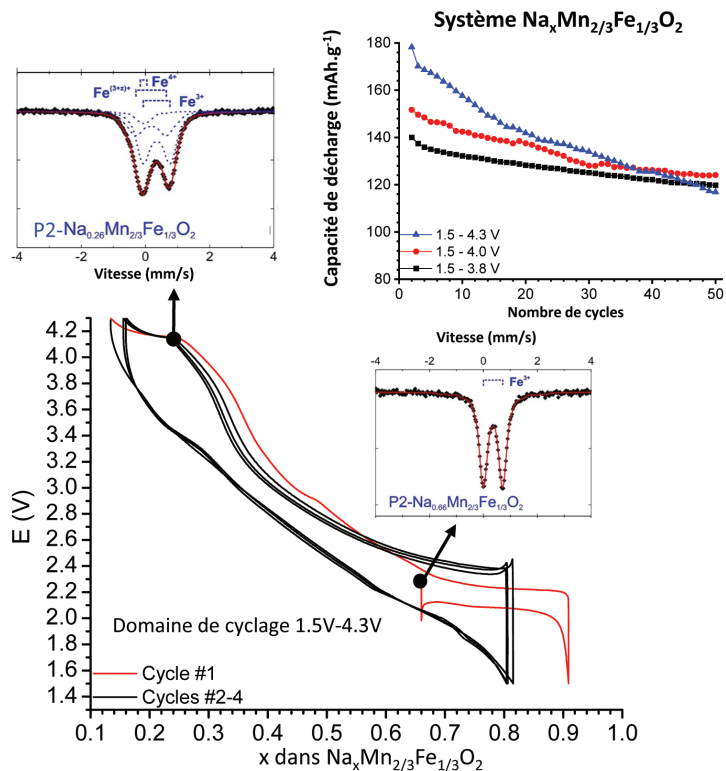 Système NaxMn2/3Fe1/3O2
Capacité de décharge (mAh.g-1)
180
160
140
120
100
80
1.5 - 4.3 V
1.5 - 4.0 V
1.5 - 3.8 V
0 10 20 30 40 50
Nombre de cycles
Fe4+
Fe(3+z)+
Fe3+
P2-Na0.26Mn2/3Fe1/3O2
-4 -2 0 2 4
Vitesse (mm/s)
Vitesse (mm/s)
-4 -2 0 2 4
Fe3+
P2-Na0.66Mn2/3Fe1/3O2
E (V)
4.2
4.0
3.8
3.6
3.4
3.2
3.0
2.8
2.6
2.4
2.2
2.0
1.8
1.6
1.4
Domaine de cyclage 1.5V-4.3V
Cycle #1
Cycles #2-4
0.1 0.2 0.3 0.4 0.5 0.6 0.7 0.8 0.9 1.0
x dans NaxMn2/3Fe1/3O2